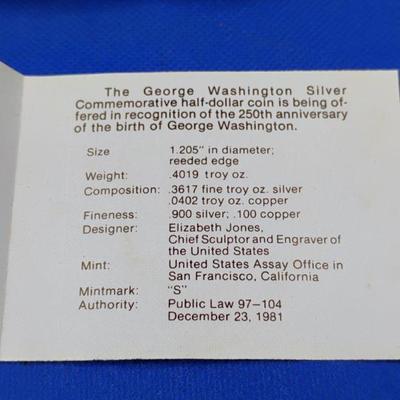 The George Washington Silver
Commemorative half-dollar coin is being of-
fered in recognition of the 250th anniversary
of the birth of George Washington.
Size 1.205" in diameter;
reeded edge
Weight: .4019 troy oz.
Composition: .3617 fine troy oz. silver
.0402 troy oz. copper
Fineness: .900 silver; .100 copper
Designer: Elizabeth Jones,
Chief Sculptor and Engraver of
the United States
Mint: United States Assay Office in
San Francisco, California
Mintmark: "S"
Authority: Public Law 97-104
December 23, 1981